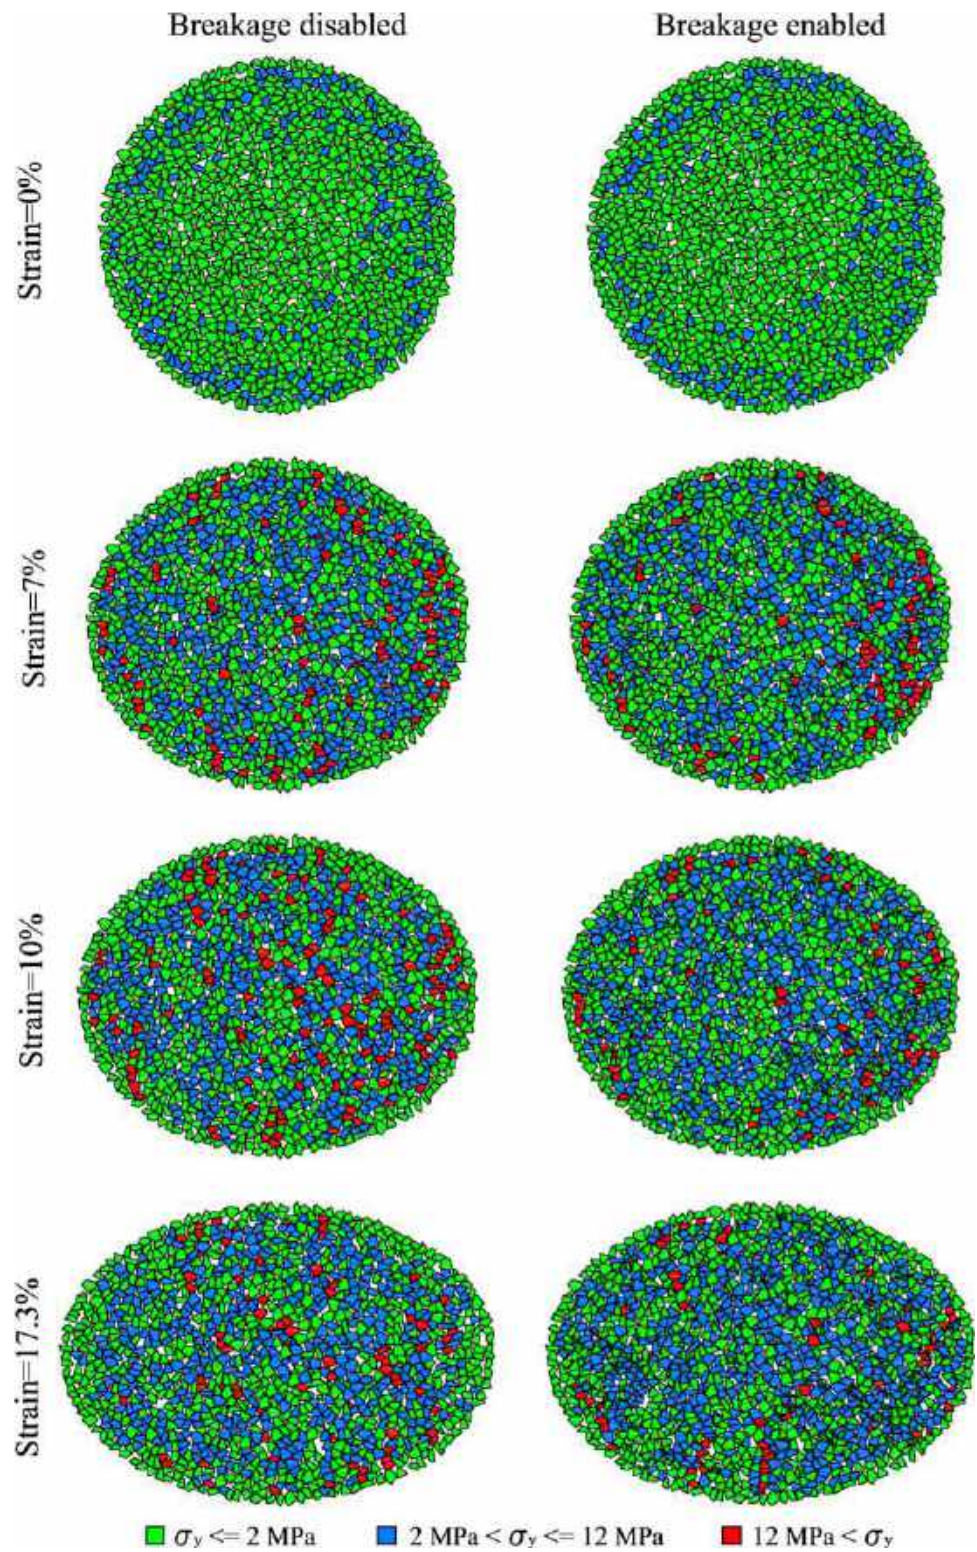 Breakage disabled Breakage enabled
Strain=0%
Strain=7%
Strain=10%
Strain=17.3%
σy <= 2 MPa 2 MPa < σy <= 12 MPa 12 MPa < σy